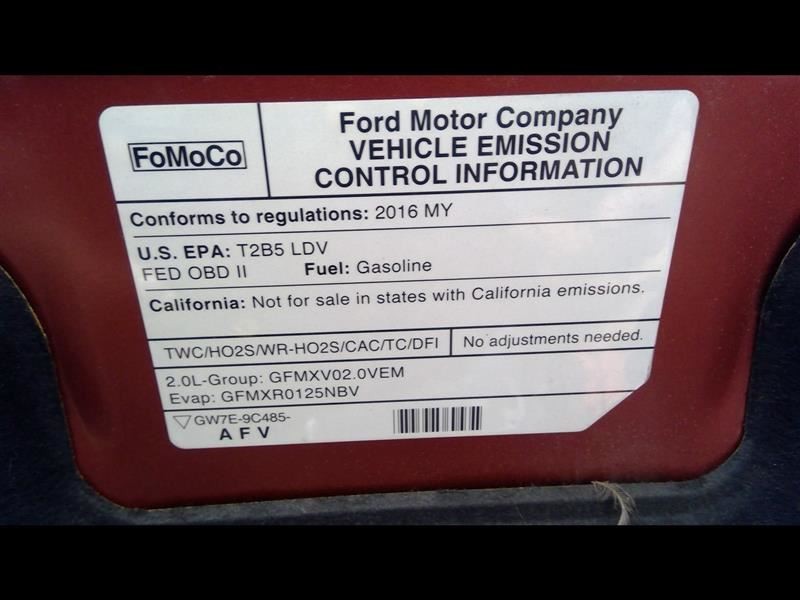 FoMoCo
Ford Motor Company
VEHICLE EMISSION
CONTROL INFORMATION
Conforms to regulations: 2016 MY
U.S. EPA: T2B5 LDV
FED OBD II Fuel: Gasoline
California: Not for sale in states with California emissions.
TWC/HO2S/WR-HO2S/CAC/TC/DFI No adjustments needed.
2.0L-Group: GFMXV02.0VEM
Evap: GFMXR0125NBV
▽GW7E-9C485-
A F V